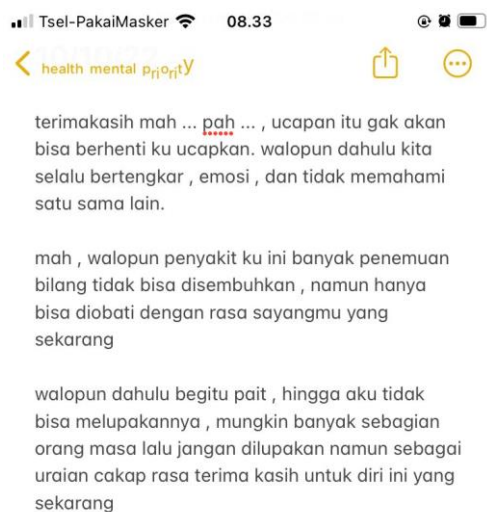 Tsel-PakaiMasker 08.33
health mental priority
terimakasih mah ... pah ... , ucapan itu gak akan
bisa berhenti ku ucapkan. walopun dahulu kita
selalu bertengkar , emosi , dan tidak memahami
satu sama lain.
mah , walopun penyakit ku ini banyak penemuan
bilang tidak bisa disembuhkan , namun hanya
bisa diobati dengan rasa sayangmu yang
sekarang
walopun dahulu begitu pait , hingga aku tidak
bisa melupakannya , mungkin banyak sebagian
orang masa lalu jangan dilupakan namun sebagai
uraian cakap rasa terima kasih untuk diri ini yang
sekarang